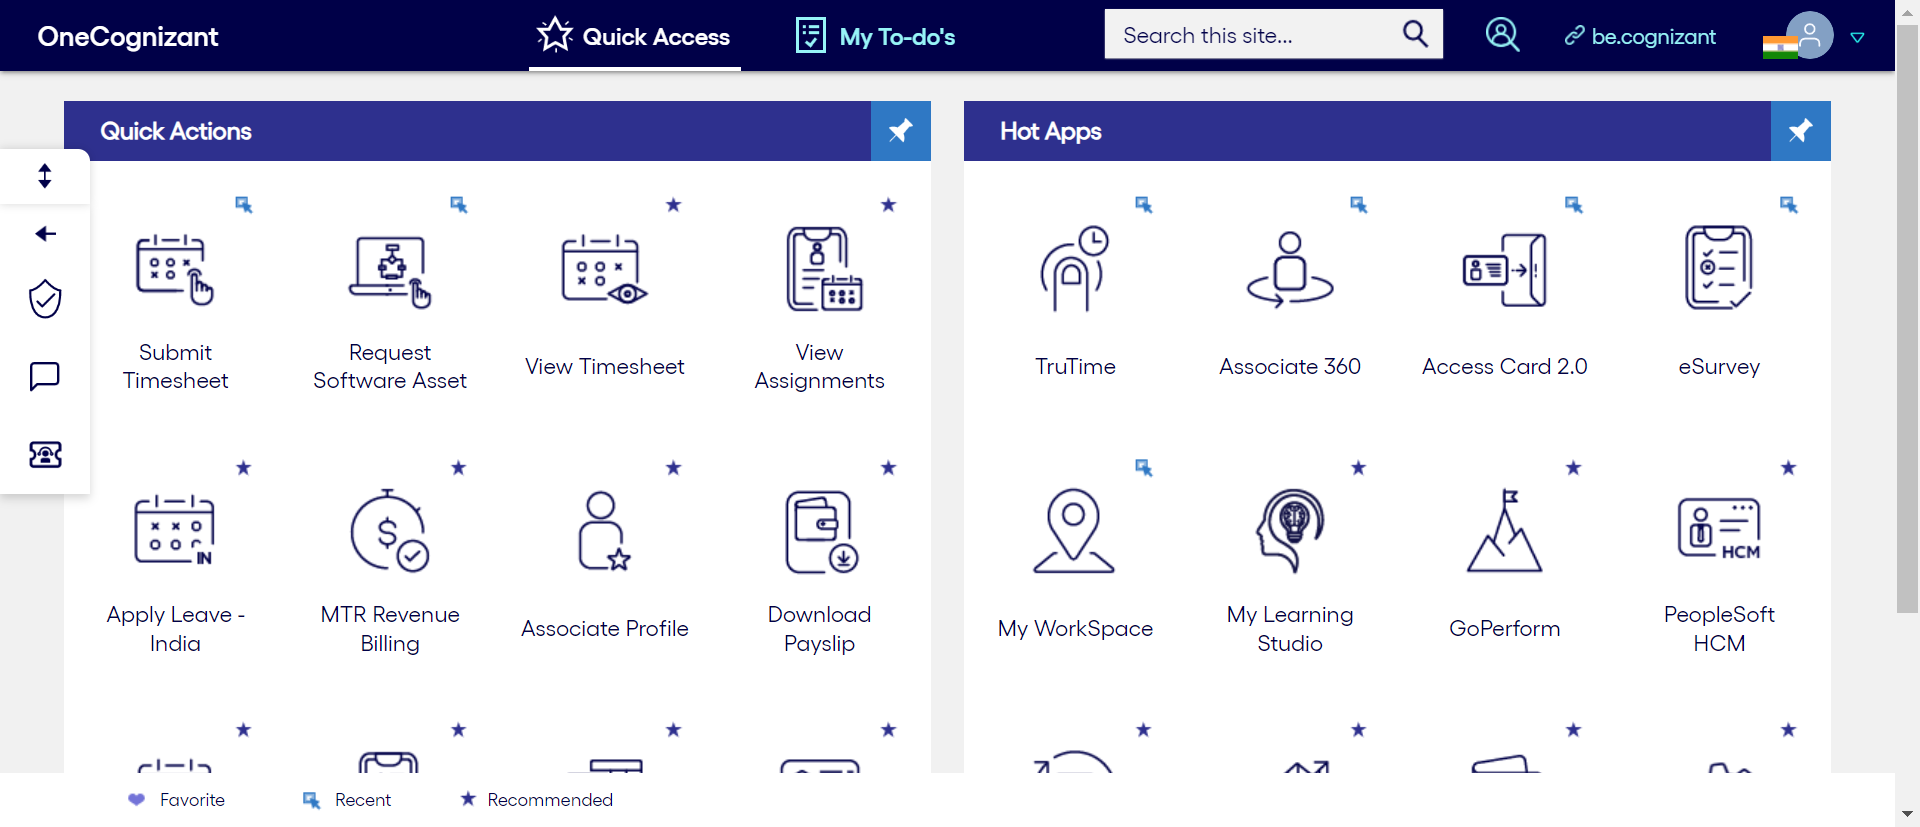 OneCognizant
Quick Access
My To-do's
Search this site...
be.cognizant
Quick Actions
Hot Apps
Submit
Timesheet
Request
Software Asset
View Timesheet
View
Assignments
TruTime
Associate 360
Access Card 2.0
eSurvey
IN
$
HCM
Apply Leave -
India
MTR Revenue
Billing
Associate Profile
Download
Payslip
My WorkSpace
My Learning
Studio
GoPerform
PeopleSoft
HCM
Favorite
Recent
Recommended